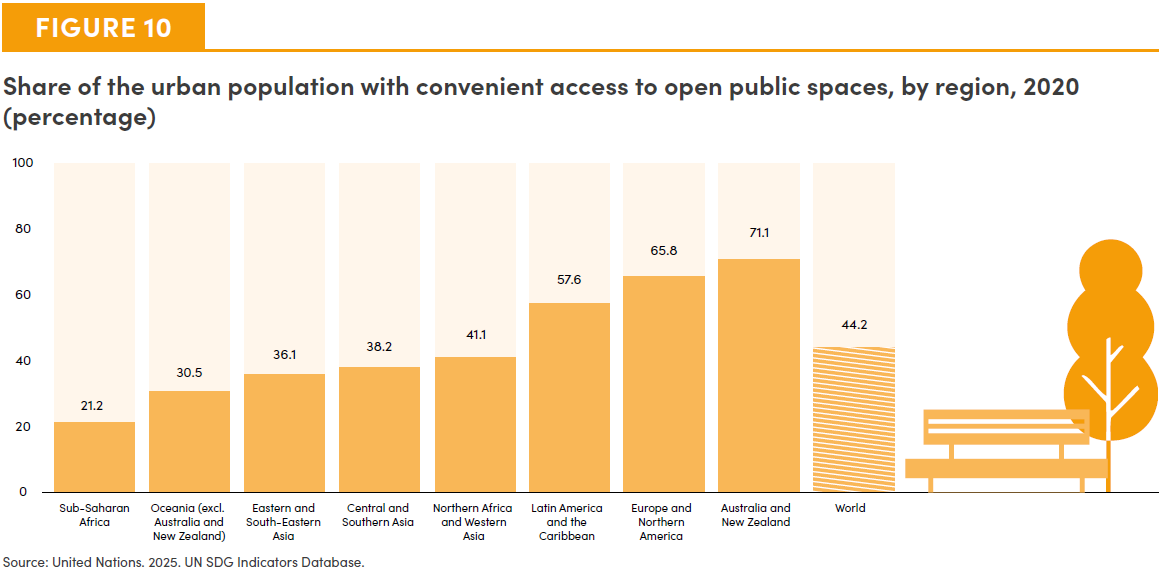 FIGURE 10
Share of the urban population with convenient access to open public spaces, by region, 2020
(percentage)
100
80
60
40
20
0
21.2
30.5
36.1
38.2
41.1
57.6
65.8
71.1
44.2
Sub-Saharan
Africa
Oceania (excl.
Australia and
New Zealand)
Eastern and
South-Eastern
Asia
Central and
Southern Asia
Northern Africa
and Western
Asia
Latin America
and the
Caribbean
Europe and
Northern
America
Australia and
New Zealand
World
Source: United Nations. 2025. UN SDG Indicators Database.